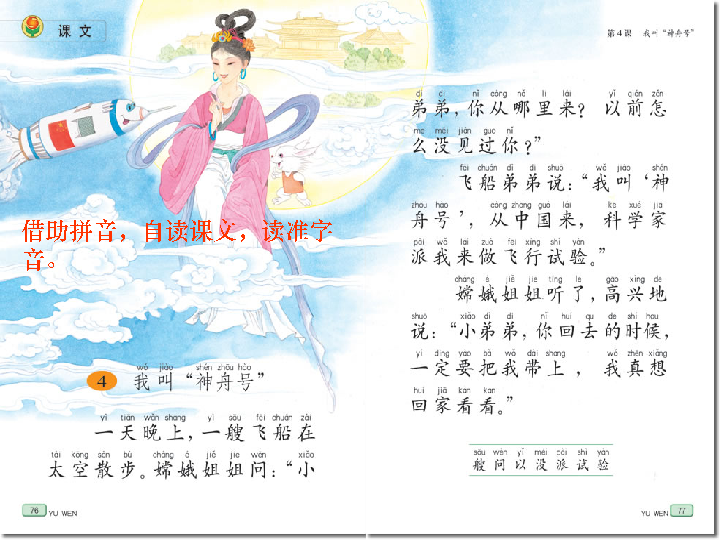 课文
借助拼音，自读课文，读准字
音。
wǒ jiào shén zhōu hào
4 我叫“神舟号”
yì tiān wǎn shang yì sōu fēi chuán zài
一天晚上，一艘飞船在
tài kōng sàn bù cháng é jiě jie wèn xiǎo
太空散步。嫦娥姐姐问：“小
76 YU WEN
第4课 我叫“神舟号”
dì di nǐ cóng nǎ li lái yǐ qián zěn
弟弟，你从哪里来？以前怎
me méi jiàn guo nǐ
么没见过你？”
fēi chuán dì di shuō wǒ jiào shén
飞船弟弟说：“我叫‘神
zhōu hào cóng zhōng guó lái kē xué jiā
舟号’，从中国来，科学家
pài wǒ lái zuò fēi xíng shì yàn
派我来做飞行试验。”
cháng é jiě jie tīng le gāo xìng de
嫦娥姐姐听了，高兴地
shuō xiǎo dì di nǐ huí qù de shí hou
说：“小弟弟，你回去的时候，
yí dìng yào bǎ wǒ dài shang wǒ zhēn xiǎng
一定要把我带上，我真想
huí jiā kàn kan
回家看看。”
sōu wèn yǐ méi pài shì yàn
艘问以没派试验
YU WEN 77